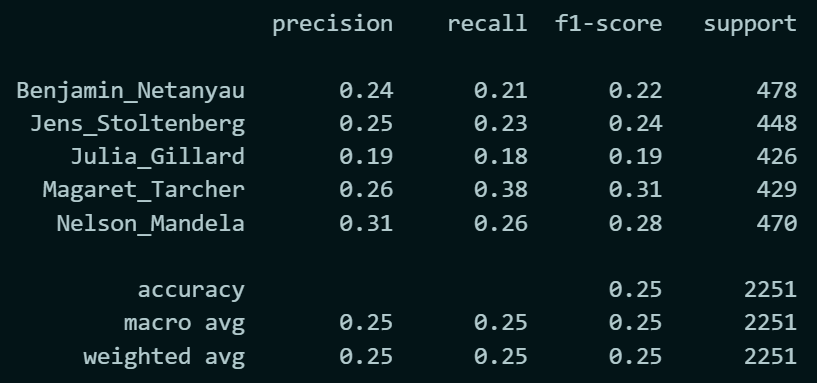 precision recall f1-score support
Benjamin_Netanyau 0.24 0.21 0.22 478
Jens_Stoltenberg 0.25 0.23 0.24 448
Julia_Gillard 0.19 0.18 0.19 426
Magaret_Tarcher 0.26 0.38 0.31 429
Nelson_Mandela 0.31 0.26 0.28 470
accuracy 0.25 2251
macro avg 0.25 0.25 0.25 2251
weighted avg 0.25 0.25 0.25 2251